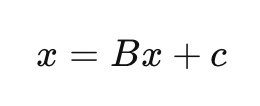 x = Bx + c